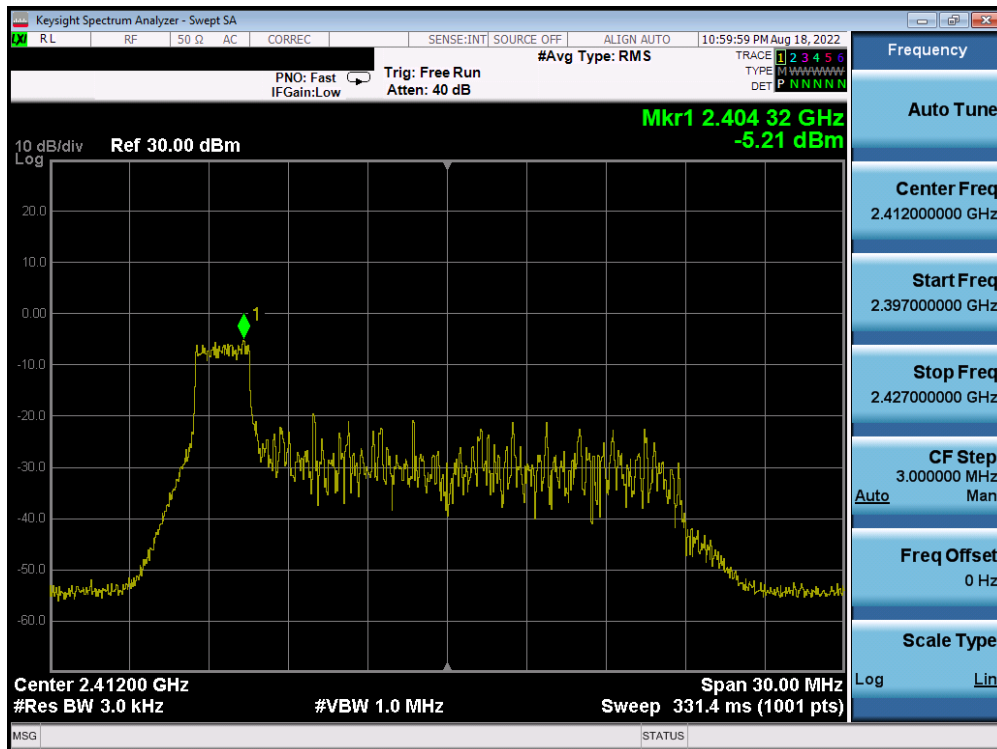 Keysight Spectrum Analyzer - Swept SA
LXI RL RF 50 Ω AC CORREC SENSE:INT SOURCE OFF ALIGN AUTO 10:59:59 PM Aug 18, 2022
#Avg Type: RMS
TRACE 1 2 3 4 5 6
TYPE M WWWWW
DET P N N N N N
PNO: Fast
IFGain:Low
Trig: Free Run
Atten: 40 dB
Mkr1 2.404 32 GHz
-5.21 dBm
10 dB/div
Log
Ref 30.00 dBm
20.0
10.0
0.00
-10.0
-20.0
-30.0
-40.0
-50.0
-60.0
1
Center 2.41200 GHz
Span 30.00 MHz
#Res BW 3.0 kHz
#VBW 1.0 MHz
Sweep 331.4 ms (1001 pts)
MSG
STATUS
Frequency
Auto Tune
Center Freq
2.412000000 GHz
Start Freq
2.397000000 GHz
Stop Freq
2.427000000 GHz
CF Step
3.000000 MHz
Auto Man
Freq Offset
0 Hz
Scale Type
Log Lin